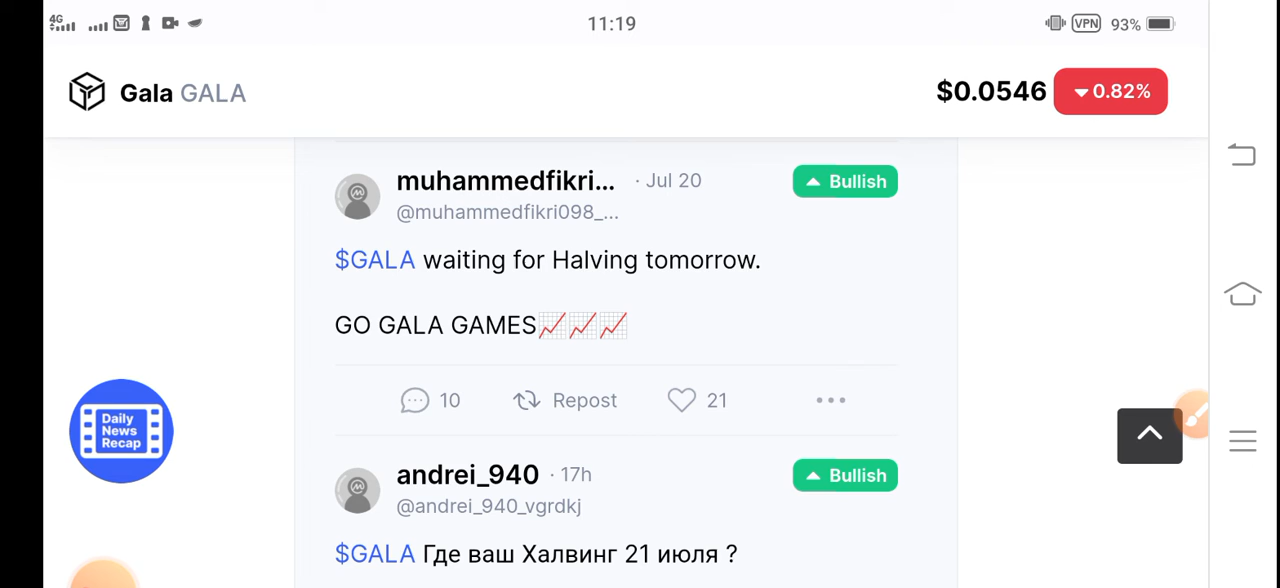 4G 11:19 VPN 93%
Gala GALA $0.0546 0.82%
muhammedfikri... · Jul 20 Bullish
@muhammedfikri098_...
$GALA waiting for Halving tomorrow.
GO GALA GAMES📈📈📈
10 Repost 21
Daily
News
Recap
andrei_940 · 17h Bullish
@andrei_940_vgrdkj
$GALA Где ваш Халвинг 21 июля ?